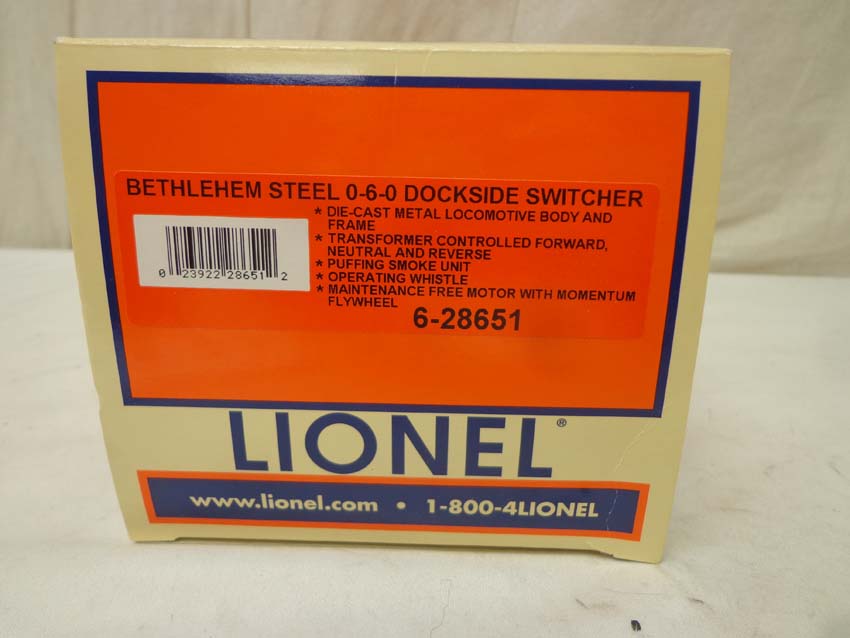 BETHLEHEM STEEL 0-6-0 DOCKSIDE SWITCHER
* DIE-CAST METAL LOCOMOTIVE BODY AND
FRAME
* TRANSFORMER CONTROLLED FORWARD,
NEUTRAL AND REVERSE
* PUFFING SMOKE UNIT
* OPERATING WHISTLE
* MAINTENANCE FREE MOTOR WITH MOMENTUM
FLYWHEEL
0 23922 28651 2
6-28651
LIONEL®
www.lionel.com • 1-800-4LIONEL